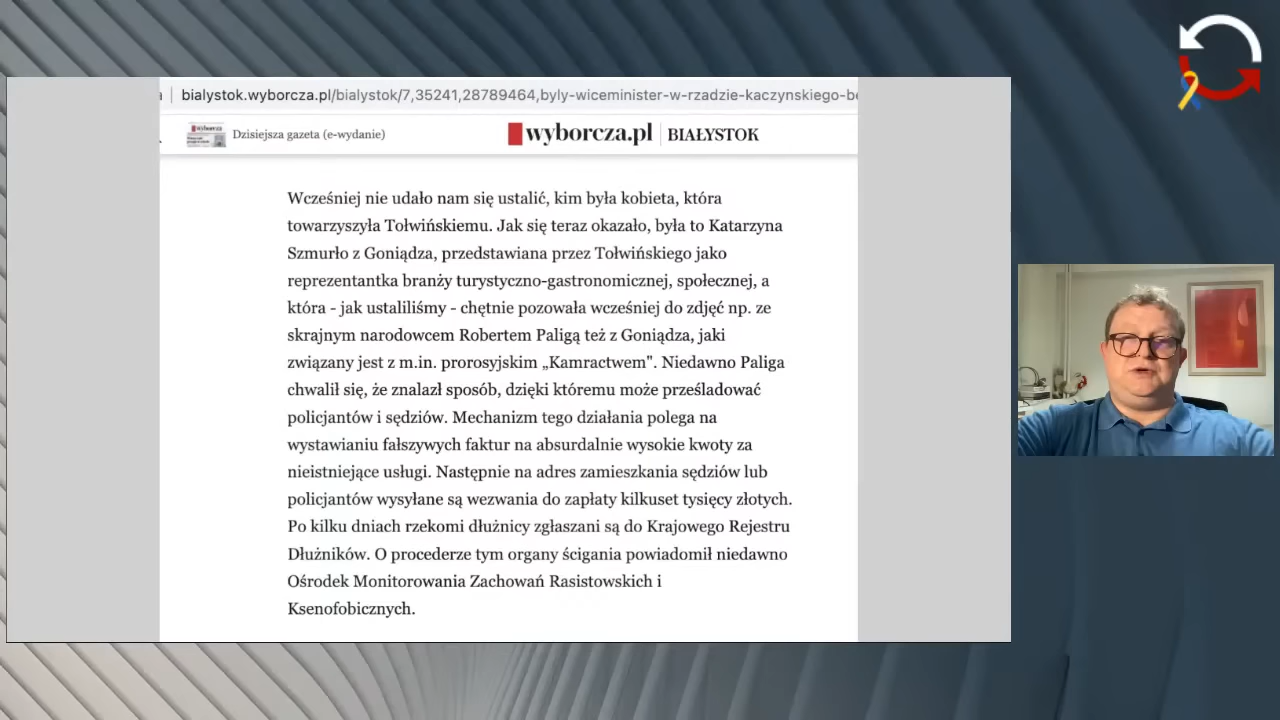 bialystok.wyborcza.pl/bialystok/7,35241,28789464,byly-wiceminister-w-rzadzie-kaczynskiego-be
Dzisiejsza gazeta (e-wydanie)
wyborcza.pl BIAŁYSTOK
Wcześniej nie udało nam się ustalić, kim była kobieta, która
towarzyszyła Tołwińskiemu. Jak się teraz okazało, była to Katarzyna
Szmurło z Goniądza, przedstawiana przez Tołwińskiego jako
reprezentantka branży turystyczno-gastronomicznej, społecznej, a
która - jak ustaliliśmy - chętnie pozowała wcześniej do zdjęć np. ze
skrajnym narodowcem Robertem Paligą też z Goniądza, jaki
związany jest z m.in. prorosyjskim „Kamractwem". Niedawno Paliga
chwalił się, że znalazł sposób, dzięki któremu może prześladować
policjantów i sędziów. Mechanizm tego działania polega na
wystawianiu fałszywych faktur na absurdalnie wysokie kwoty za
nieistniejące usługi. Następnie na adres zamieszkania sędziów lub
policjantów wysyłane są wezwania do zapłaty kilkuset tysięcy złotych.
Po kilku dniach rzekomi dłużnicy zgłaszani są do Krajowego Rejestru
Dłużników. O procederze tym organy ścigania powiadomił niedawno
Ośrodek Monitorowania Zachowań Rasistowskich i
Ksenofobicznych.